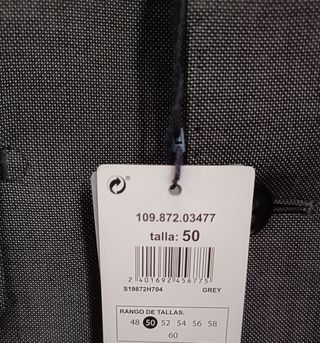 109.872.03477
talla: 50
2 401692 456775
S19872H704 GREY
RANGO DE TALLAS:
48 50 52 54 56 58
60